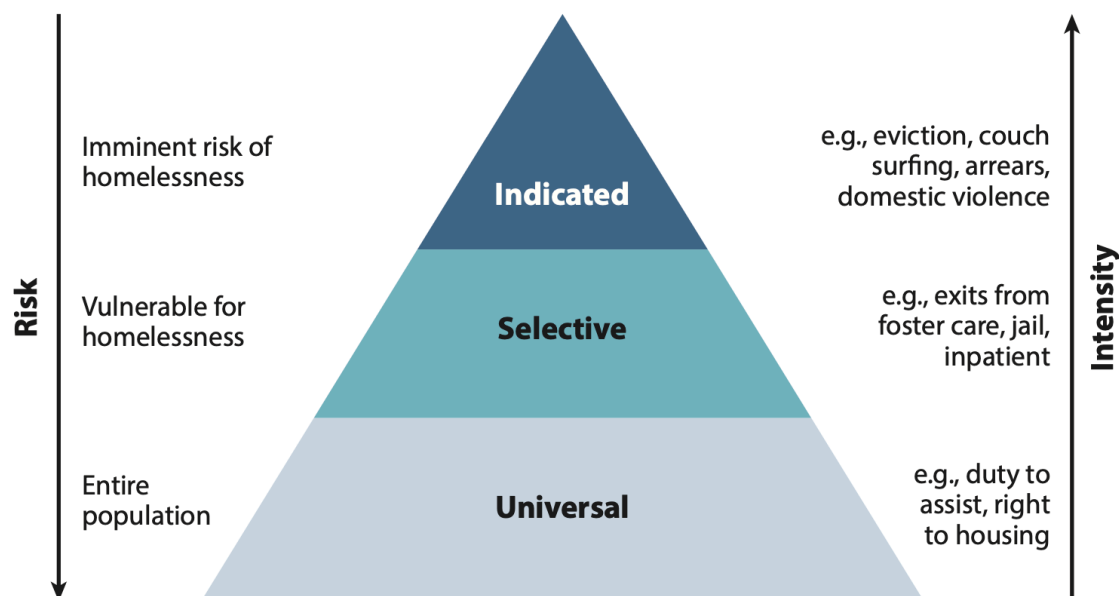 Imminent risk of
homelessness
Indicated
e.g., eviction, couch
surfing, arrears,
domestic violence
Risk
Vulnerable for
homelessness
Selective
e.g., exits from
foster care, jail,
inpatient
Intensity
Entire
population
Universal
e.g., duty to
assist, right
to housing